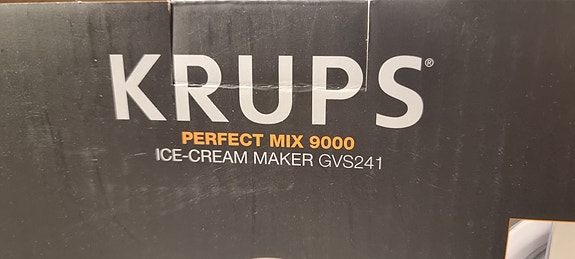 KRUPS®
PERFECT MIX 9000
ICE-CREAM MAKER GVS241